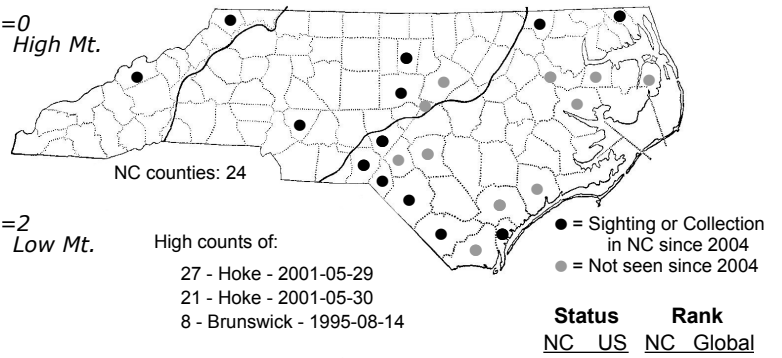 =0
High Mt.
NC counties: 24
=2
Low Mt.
High counts of:
27 - Hoke - 2001-05-29
21 - Hoke - 2001-05-30
8 - Brunswick - 1995-08-14
● = Sighting or Collection
in NC since 2004
● = Not seen since 2004
Status Rank
NC US NC Global